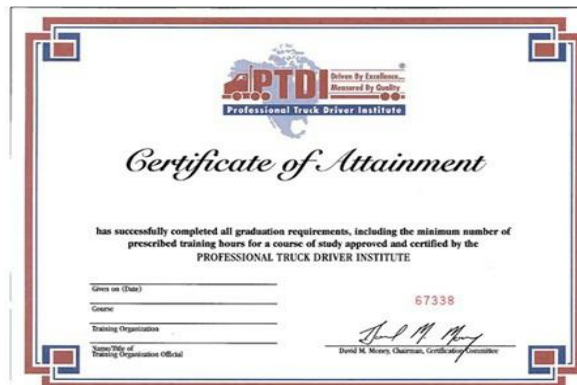 PTDI ®
Driven By Excellence...
Measured By Quality
Professional Truck Driver Institute
Certificate of Attainment
has successfully completed all graduation requirements, including the minimum number of
prescribed training hours for a course of study approved and certified by the
PROFESSIONAL TRUCK DRIVER INSTITUTE
Given on (Date)
Course
Training Organization
Name/Title of
Training Organization Official
67338
David M. Money
David M. Money, Chairman, Certification Committee